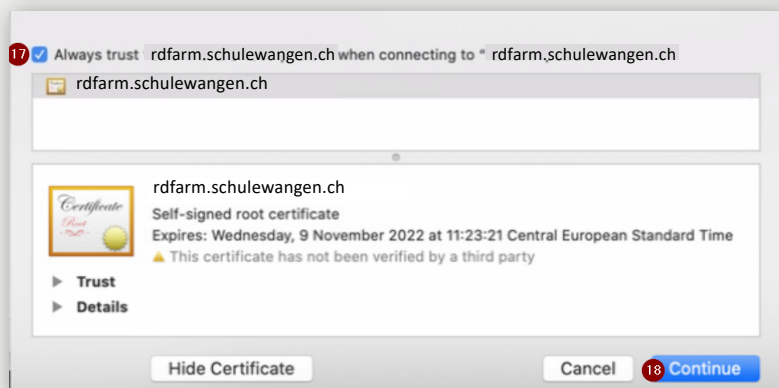 17 Always trust rdfarm.schulewangen.ch when connecting to “ rdfarm.schulewangen.ch
rdfarm.schulewangen.ch
rdfarm.schulewangen.ch
Certificate
Root
Self-signed root certificate
Expires: Wednesday, 9 November 2022 at 11:23:21 Central European Standard Time
This certificate has not been verified by a third party
Trust
Details
Hide Certificate Cancel 18 Continue